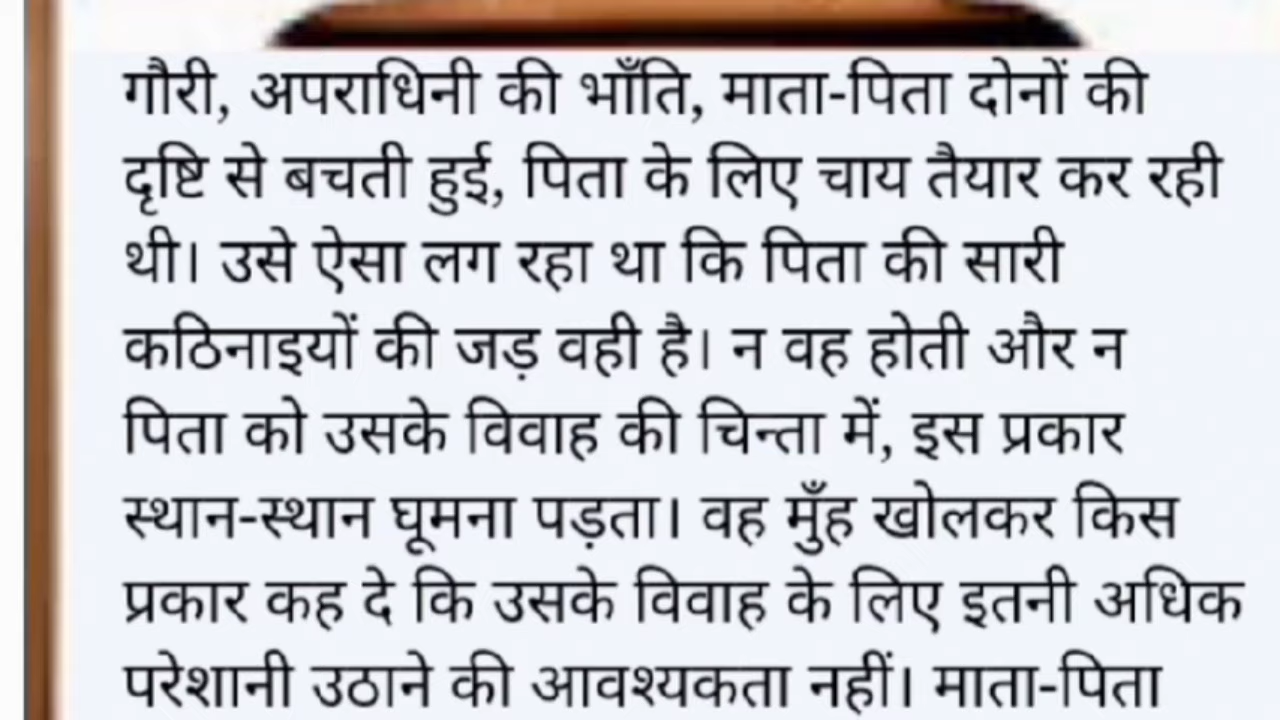 गौरी, अपराधिनी की भाँति, माता-पिता दोनों की
दृष्टि से बचती हुई, पिता के लिए चाय तैयार कर रही
थी। उसे ऐसा लग रहा था कि पिता की सारी
कठिनाइयों की जड़ वही है। न वह होती और न
पिता को उसके विवाह की चिन्ता में, इस प्रकार
स्थान-स्थान घूमना पड़ता। वह मुँह खोलकर किस
प्रकार कह दे कि उसके विवाह के लिए इतनी अधिक
परेशानी उठाने की आवश्यकता नहीं। माता-पिता